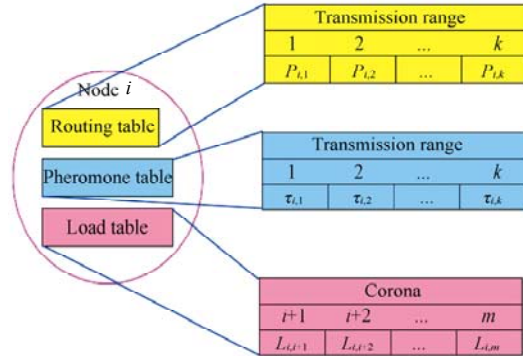 Node i
Routing table
Pheromone table
Load table
Transmission range
1 2 ... k
P_{i,1} P_{i,2} ... P_{i,k}
Transmission range
1 2 ... k
τ_{i,1} τ_{i,2} ... τ_{i,k}
Corona
i+1 i+2 ... m
L_{i,i+1} L_{i,i+2} ... L_{i,m}